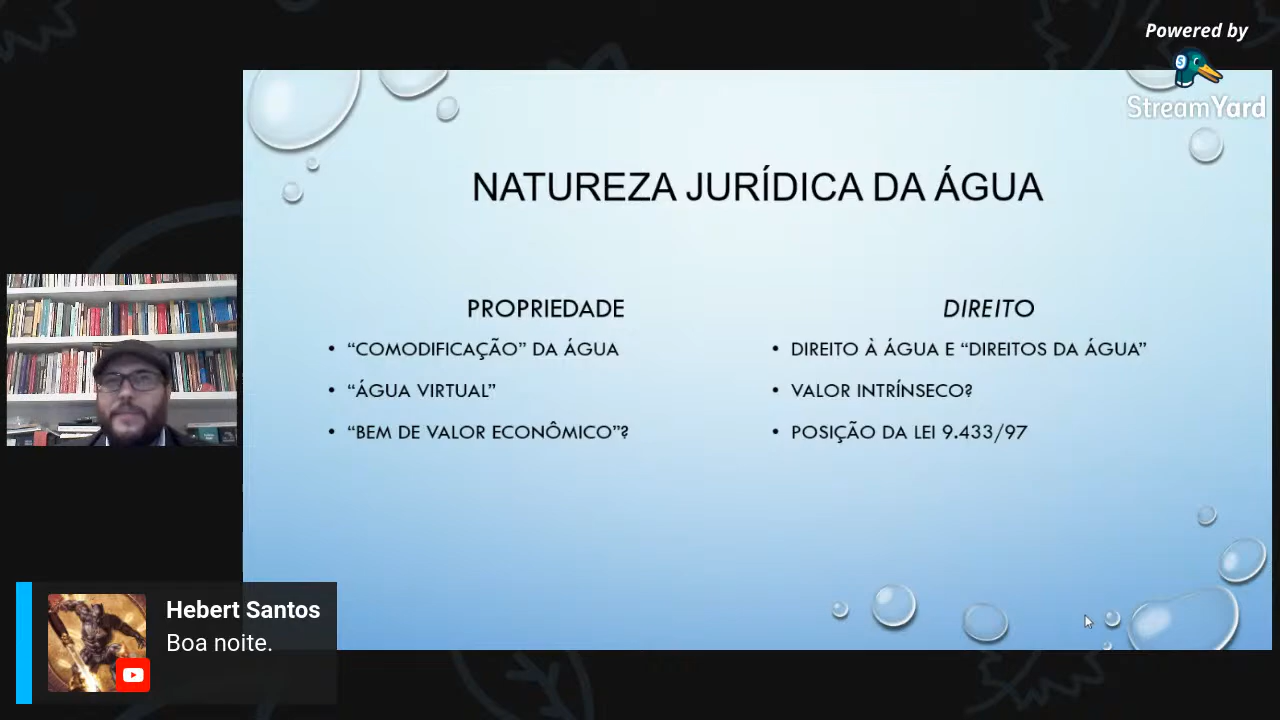 Powered by
StreamYard
NATUREZA JURÍDICA DA ÁGUA
PROPRIEDADE
• “COMODIFICAÇÃO” DA ÁGUA
• “ÁGUA VIRTUAL”
• “BEM DE VALOR ECONÔMICO”?
DIREITO
• DIREITO À ÁGUA E “DIREITOS DA ÁGUA”
• VALOR INTRÍNSECO?
• POSIÇÃO DA LEI 9.433/97
Hebert Santos
Boa noite.